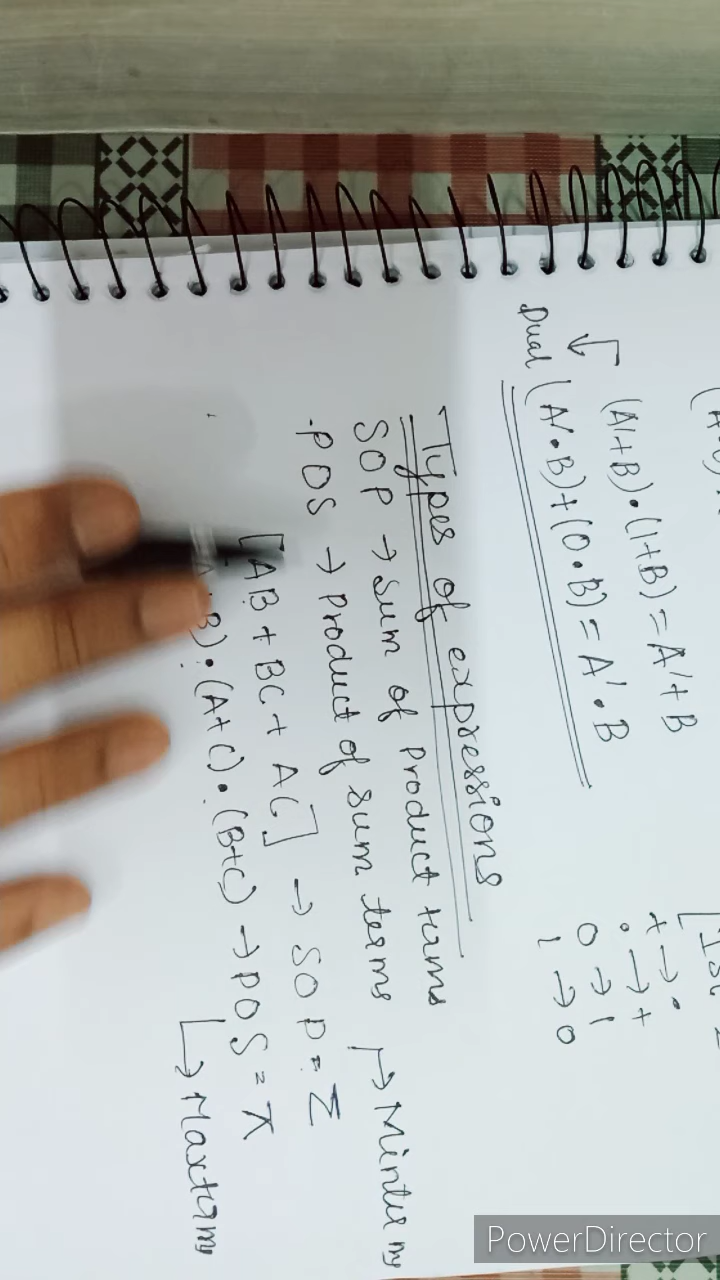 (A'+B)•(1+B) = A'+B
Dual (A'•B)+(0•B) = A'•B
+ → •
• → +
0 → 1
1 → 0
Types of expressions
SOP → Sum of Product terms
POS → Product of sum terms
[AB + BC + AC] → SOP = Σ
→ Minterms
B)•(A+C)•(B+C) → POS = π
→ Maxterms
PowerDirector